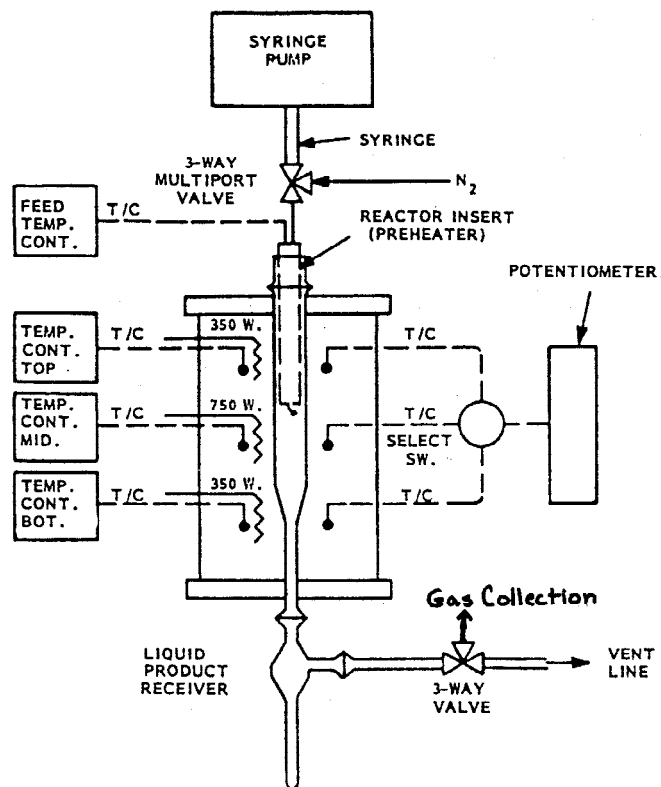 SYRINGE
PUMP
SYRINGE
3-WAY
MULTIPORT
VALVE
N2
FEED
TEMP.
CONT.
T/C
REACTOR INSERT
(PREHEATER)
POTENTIOMETER
TEMP.
CONT.
TOP
T/C
350 W.
T/C
TEMP.
CONT.
MID.
T/C
750 W.
T/C
SELECT
SW.
TEMP.
CONT.
BOT.
T/C
350 W.
T/C
Gas Collection
LIQUID
PRODUCT
RECEIVER
3-WAY
VALVE
VENT
LINE